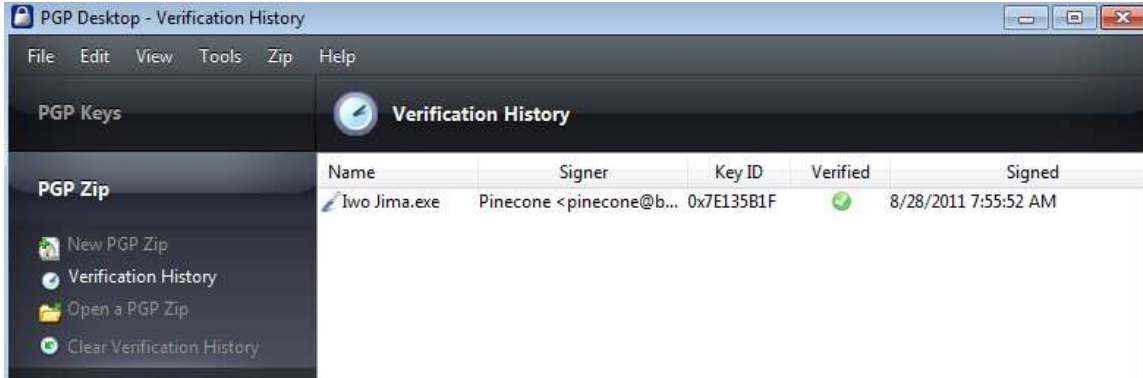 PGP Desktop - Verification History
File Edit View Tools Zip Help
PGP Keys
Verification History
PGP Zip
New PGP Zip
Verification History
Open a PGP Zip
Clear Verification History
Name Signer Key ID Verified Signed
Iwo Jima.exe Pinecone <pinecone@b... 0x7E135B1F 8/28/2011 7:55:52 AM